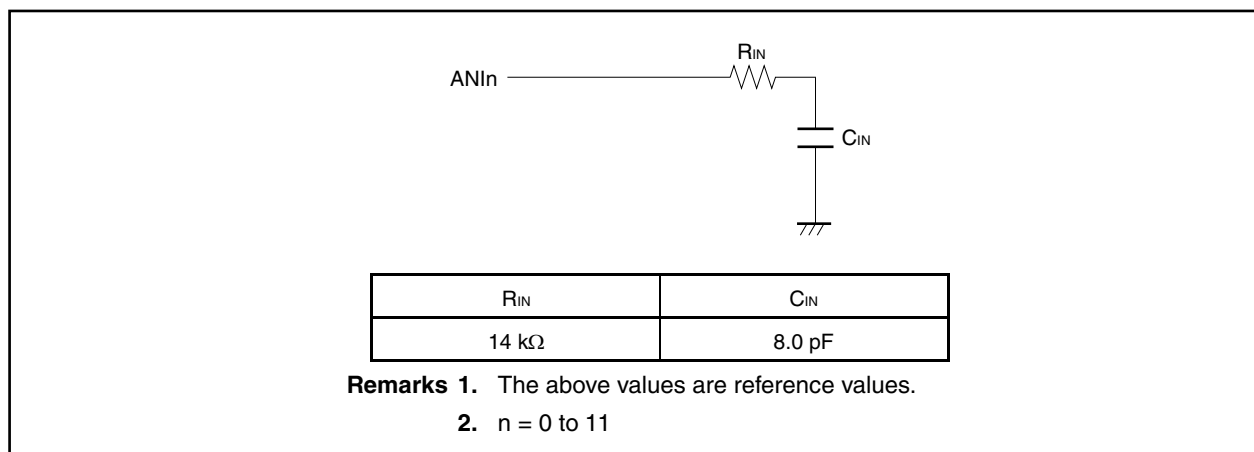 RIN
ANIn
CIN
RIN CIN
14 kΩ 8.0 pF
Remarks 1. The above values are reference values.
2. n = 0 to 11